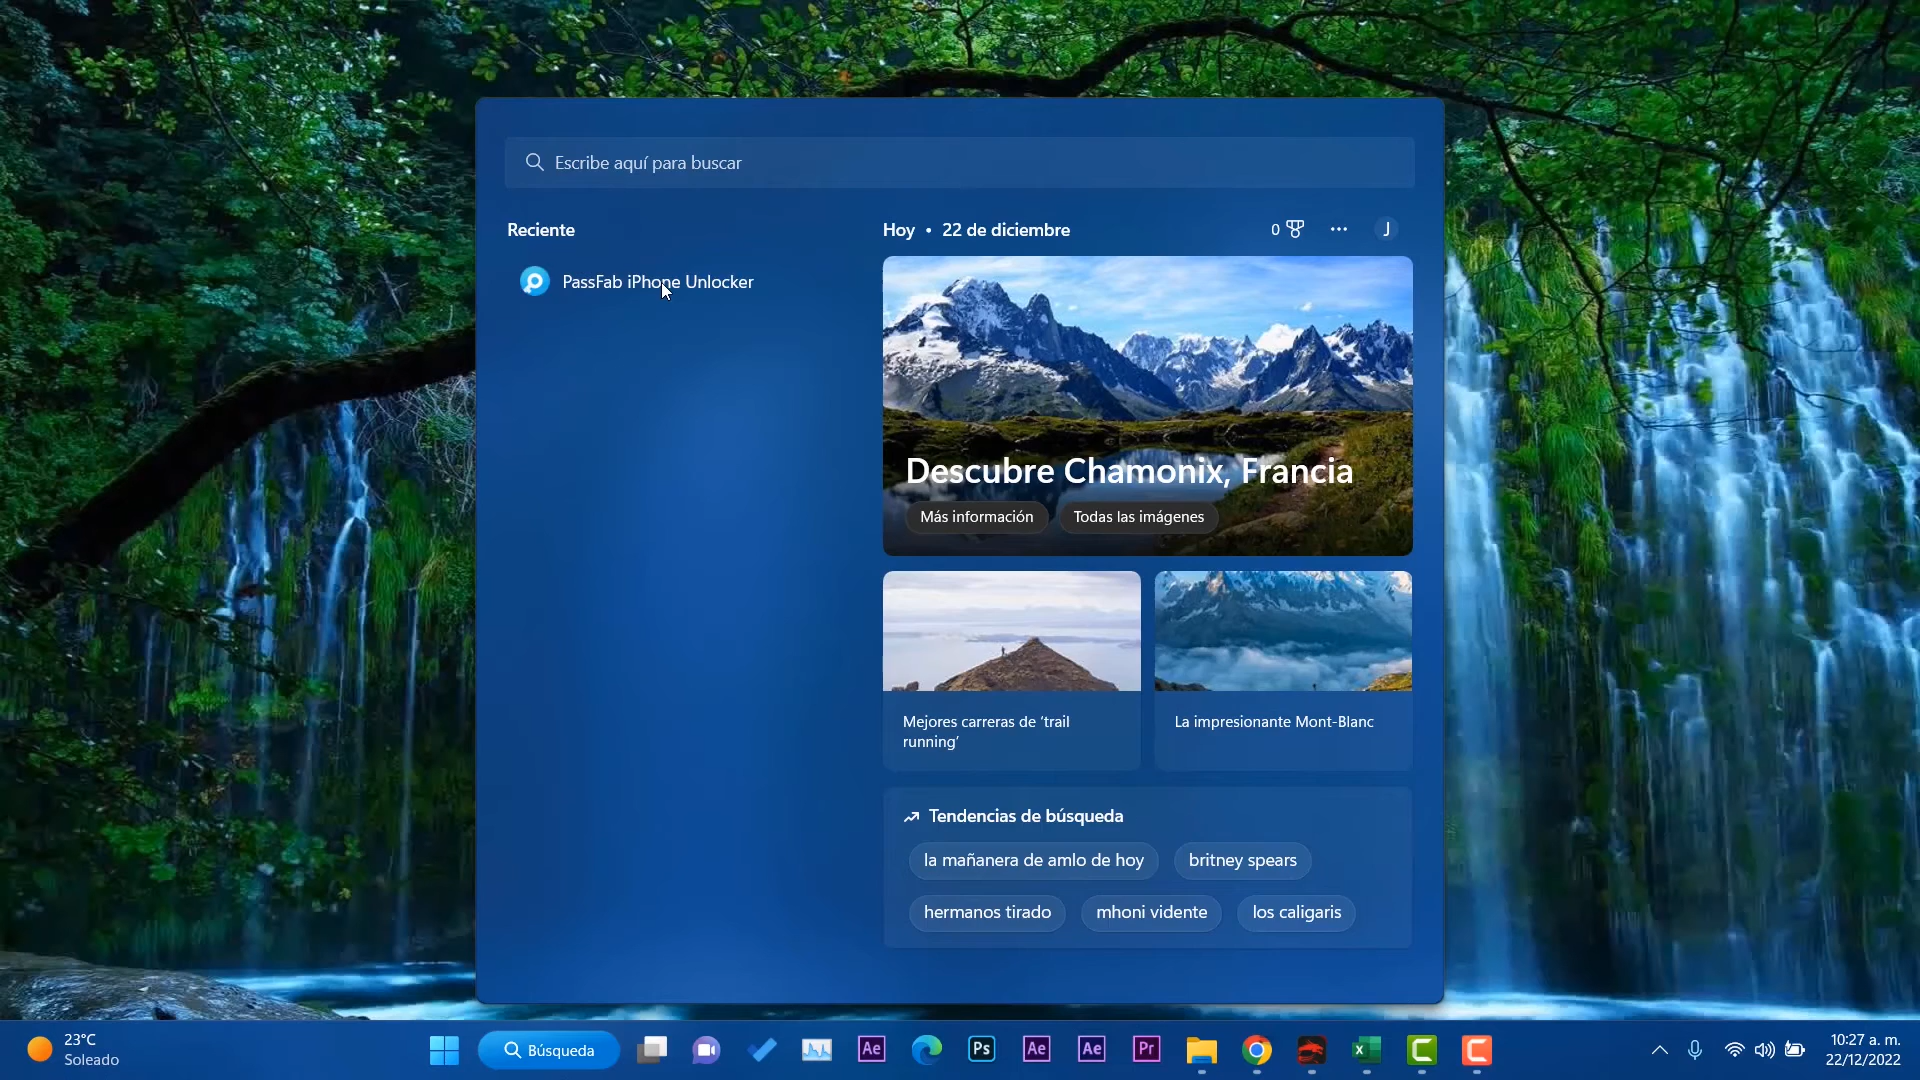 Escribe aquí para buscar
Reciente
PassFab iPhone Unlocker
Hoy • 22 de diciembre
0
J
Descubre Chamonix, Francia
Más información
Todas las imágenes
Mejores carreras de ‘trail
running’
La impresionante Mont-Blanc
Tendencias de búsqueda
la mañanera de amlo de hoy
britney spears
hermanos tirado
mhoni vidente
los caligaris
23°C
Soleado
Búsqueda
Ae
Ps
Ae
Ae
Pr
10:27 a. m.
22/12/2022